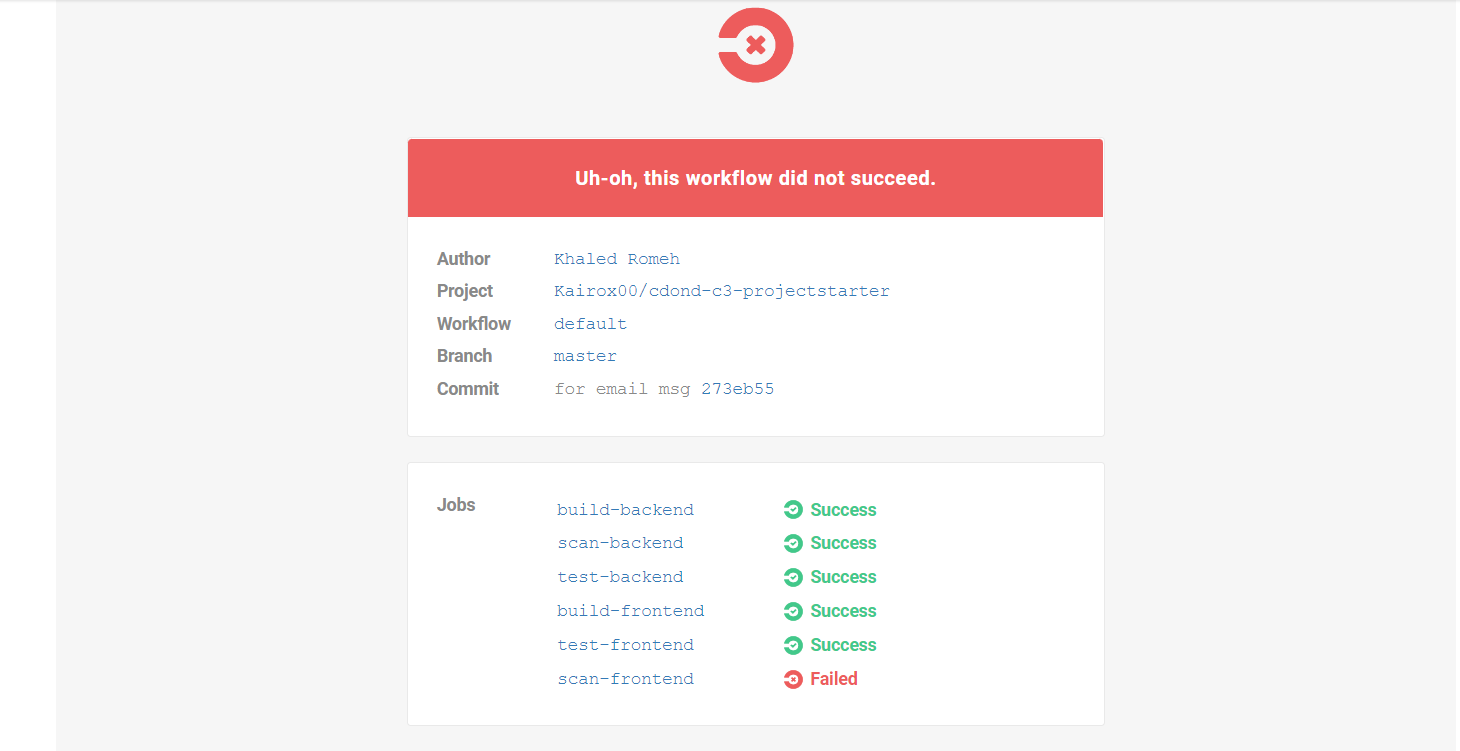 Uh-oh, this workflow did not succeed.
Author Khaled Romeh
Project Kairox00/cdond-c3-projectstarter
Workflow default
Branch master
Commit for email msg 273eb55
Jobs build-backend Success
scan-backend Success
test-backend Success
build-frontend Success
test-frontend Success
scan-frontend Failed